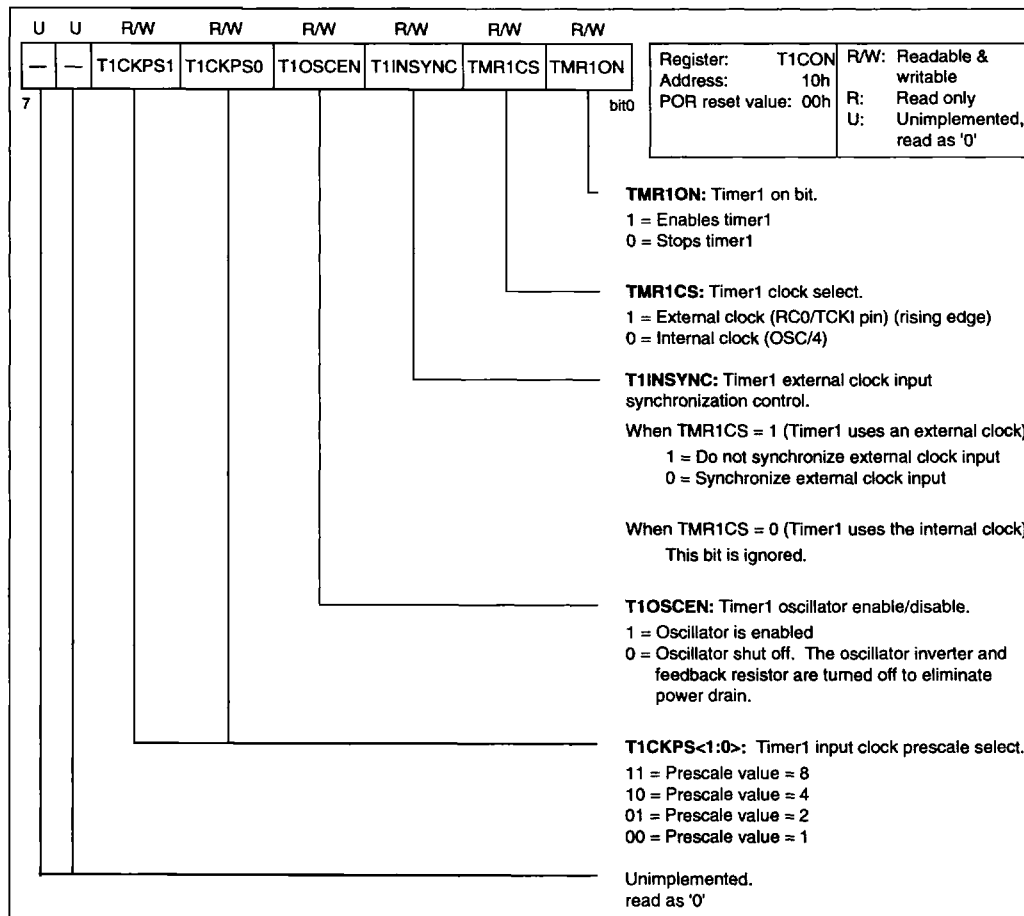 U U R/W R/W R/W R/W R/W R/W
— — T1CKPS1 T1CKPS0 T1OSCEN T1INSYNC TMR1CS TMR1ON
7 bit0
Register: T1CON
Address: 10h
POR reset value: 00h
R/W: Readable &
writable
R: Read only
U: Unimplemented,
read as '0'
TMR1ON: Timer1 on bit.
1 = Enables timer1
0 = Stops timer1
TMR1CS: Timer1 clock select.
1 = External clock (RC0/TCKI pin) (rising edge)
0 = Internal clock (OSC/4)
T1INSYNC: Timer1 external clock input
synchronization control.
When TMR1CS = 1 (Timer1 uses an external clock)
1 = Do not synchronize external clock input
0 = Synchronize external clock input
When TMR1CS = 0 (Timer1 uses the internal clock)
This bit is ignored.
T1OSCEN: Timer1 oscillator enable/disable.
1 = Oscillator is enabled
0 = Oscillator shut off. The oscillator inverter and
feedback resistor are turned off to eliminate
power drain.
T1CKPS<1:0>: Timer1 input clock prescale select.
11 = Prescale value = 8
10 = Prescale value = 4
01 = Prescale value = 2
00 = Prescale value = 1
Unimplemented.
read as '0'